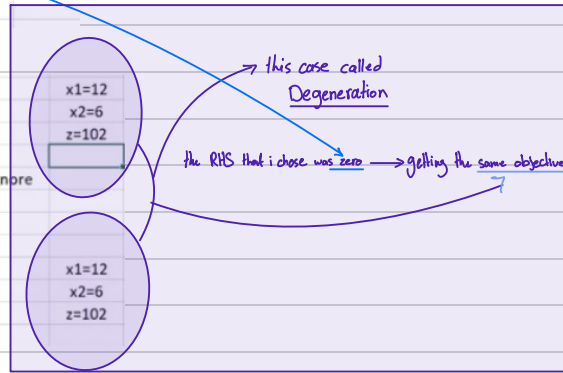 this case called
Degeneration
x1=12
x2=6
z=102
the RHS that i chose was zero → getting the same objective
nore
x1=12
x2=6
z=102